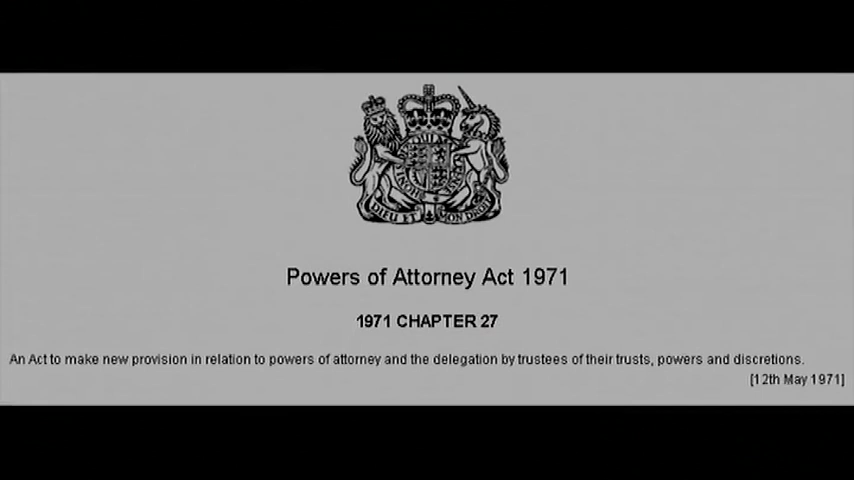 DIEU ET MON DROIT
Powers of Attorney Act 1971
1971 CHAPTER 27
An Act to make new provision in relation to powers of attorney and the delegation by trustees of their trusts, powers and discretions.
[12th May 1971]